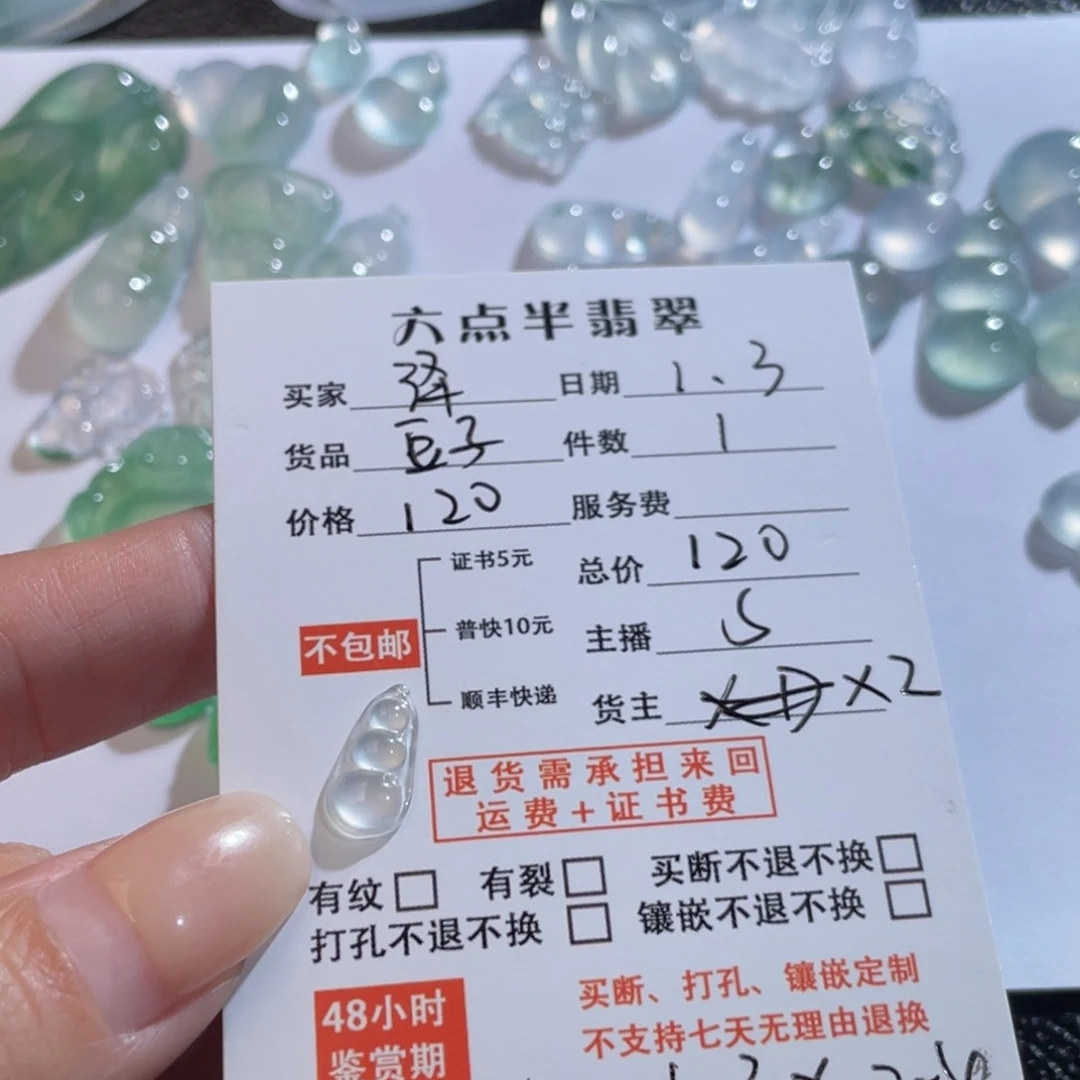 六点半翡翠
买家 泽 日期 1、3
货品 豆子 件数 1
价格 120 服务费
证书5元 总价 120
不包邮 普快10元 主播 S
顺丰快递 货主 X2
退货需承担来回
运费+证书费
有纹 有裂 买断不退不换
打孔不退不换 镶嵌不退不换
48小时 买断、打孔、镶嵌定制
鉴赏期 不支持七天无理由退换